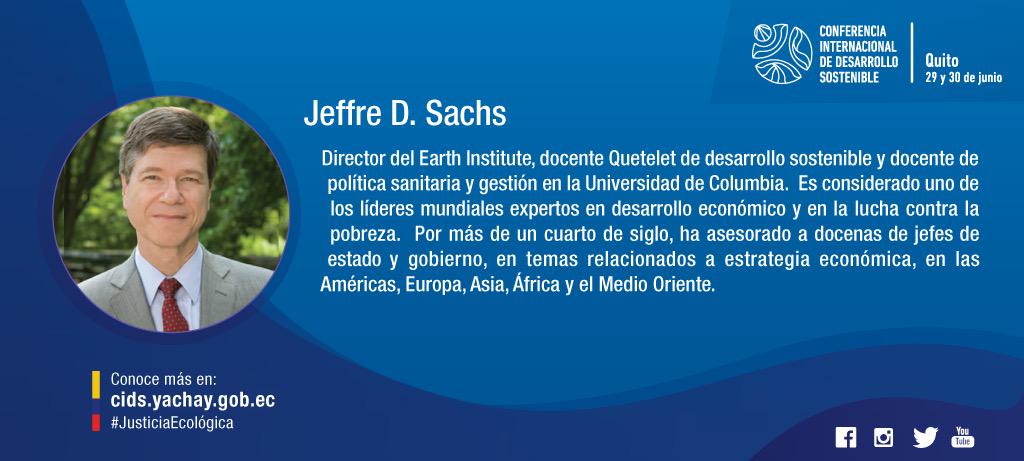 CONFERENCIA
INTERNACIONAL
DE DESARROLLO
SOSTENIBLE
Quito
29 y 30 de junio
Jeffre D. Sachs
Director del Earth Institute, docente Quetelet de desarrollo sostenible y docente de
política sanitaria y gestión en la Universidad de Columbia. Es considerado uno de
los líderes mundiales expertos en desarrollo económico y en la lucha contra la
pobreza. Por más de un cuarto de siglo, ha asesorado a docenas de jefes de
estado y gobierno, en temas relacionados a estrategia económica, en las
Américas, Europa, Asia, África y el Medio Oriente.
Conoce más en:
cids.yachay.gob.ec
#JusticiaEcológica
You
Tube